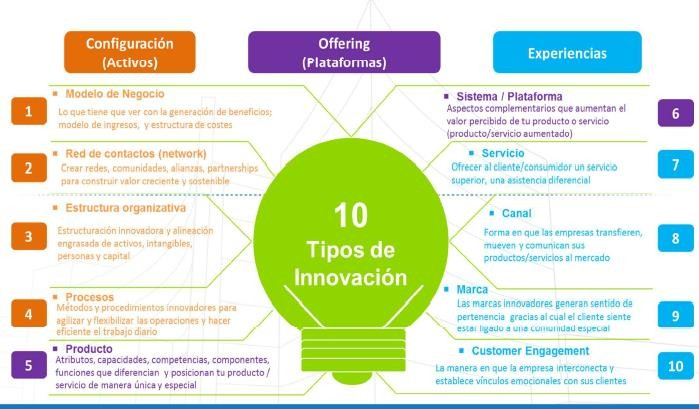 Configuración
(Activos)
Offering
(Plataformas)
Experiencias
1
Modelo de Negocio
Lo que tiene que ver con la generación de beneficios;
modelo de ingresos, y estructura de costes
2
Red de contactos (network)
Crear redes, comunidades, alianzas, partnerships
para construir valor creciente y sostenible
3
Estructura organizativa
Estructuración innovadora y alineación
engrasada de activos, intangibles,
personas y capital
4
Procesos
Métodos y procedimientos innovadores para
agilizar y flexibilizar las operaciones y hacer
eficiente el trabajo diario
5
Producto
Atributos, capacidades, competencias, componentes,
funciones que diferencian y posicionan tu producto /
servicio de manera única y especial
10
Tipos de
Innovación
Sistema / Plataforma
Aspectos complementarios que aumentan el
valor percibido de tu producto o servicio
(producto/servicio aumentado)
6
Servicio
Ofrecer al cliente/consumidor un servicio
superior, una asistencia diferencial
7
Canal
Forma en que las empresas transfieren,
mueven y comunican sus
productos/servicios al mercado
8
Marca
Las marcas innovadores generan sentido de
pertenencia gracias al cual el cliente siente
estar ligado a una comunidad especial
9
Customer Engagement
La manera en que la empresa interconecta y
establece vínculos emocionales con sus clientes
10